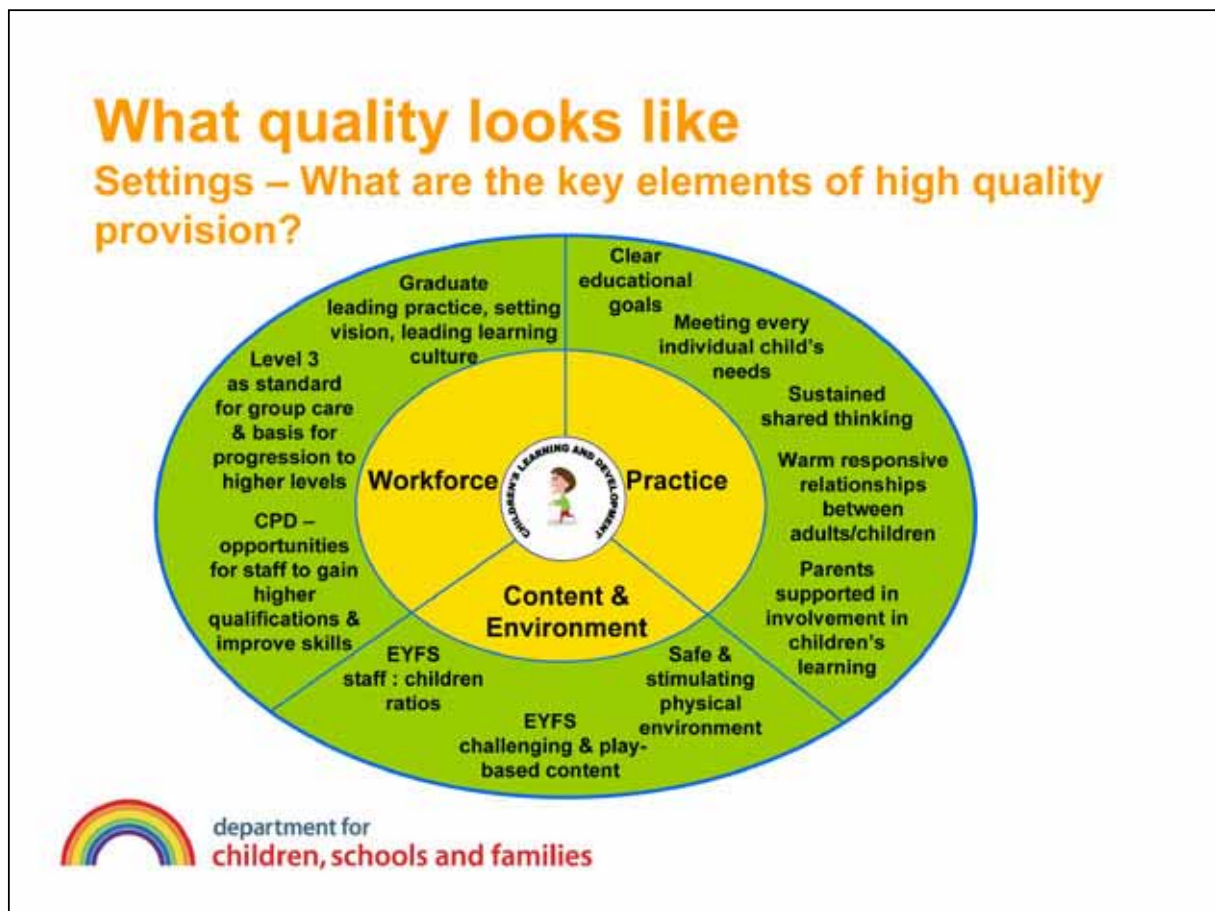 What quality looks like
Settings – What are the key elements of high quality
provision?
Graduate
leading practice, setting
vision, leading learning
culture
Level 3
as standard
for group care
& basis for
progression to
higher levels
CPD –
opportunities
for staff to gain
higher
qualifications &
improve skills
Workforce
Clear
educational
goals
Meeting every
individual child's
needs
Sustained
shared thinking
Warm responsive
relationships
between
adults/children
Parents
supported in
involvement in
children's
learning
Practice
CHILDREN'S LEARNING AND DEVELOPMENT
Content &
Environment
EYFS
staff : children
ratios
EYFS
challenging & play-
based content
Safe &
stimulating
physical
environment
department for
children, schools and families